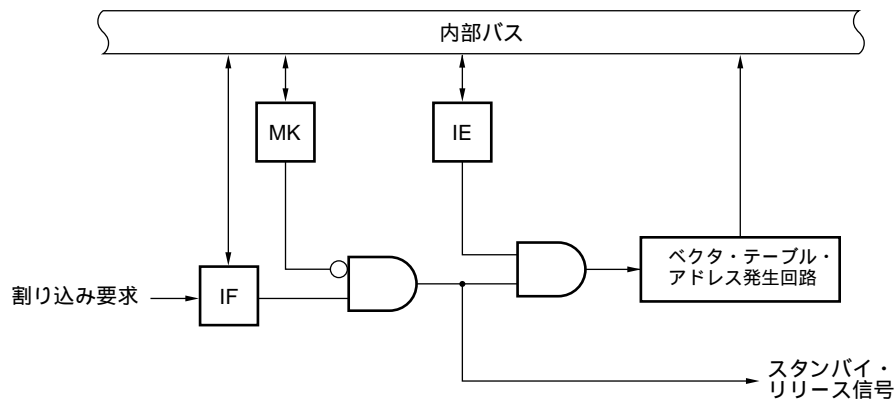 内部バス
MK
IE
ベクタ・テーブル・
アドレス発生回路
割り込み要求
IF
スタンバイ・
リリース信号